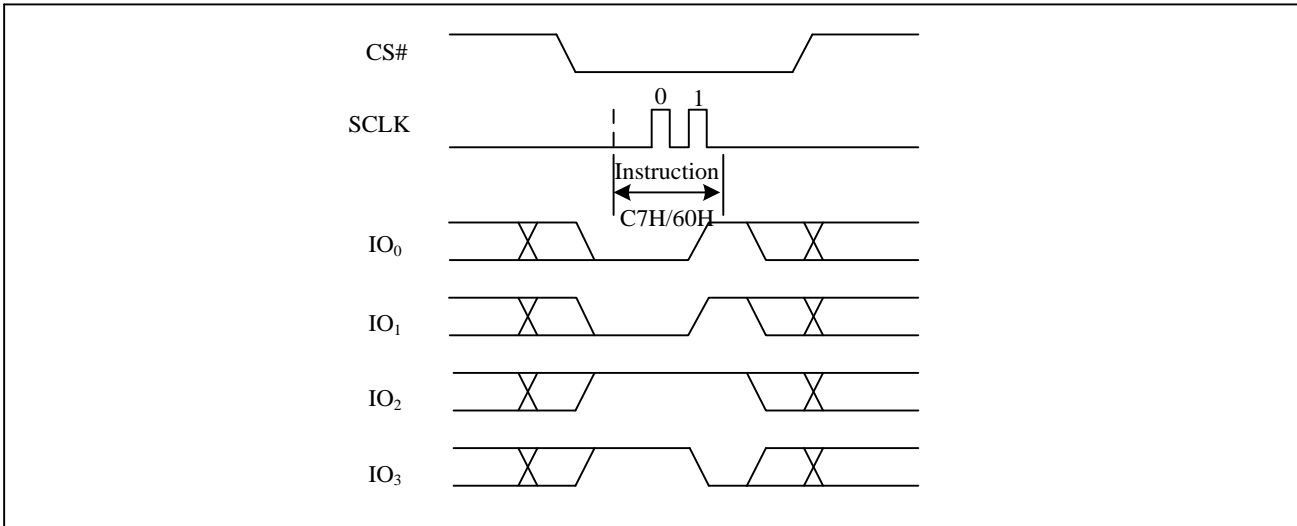 CS#
0 1
SCLK
Instruction
C7H/60H
IO₀
IO₁
IO₂
IO₃